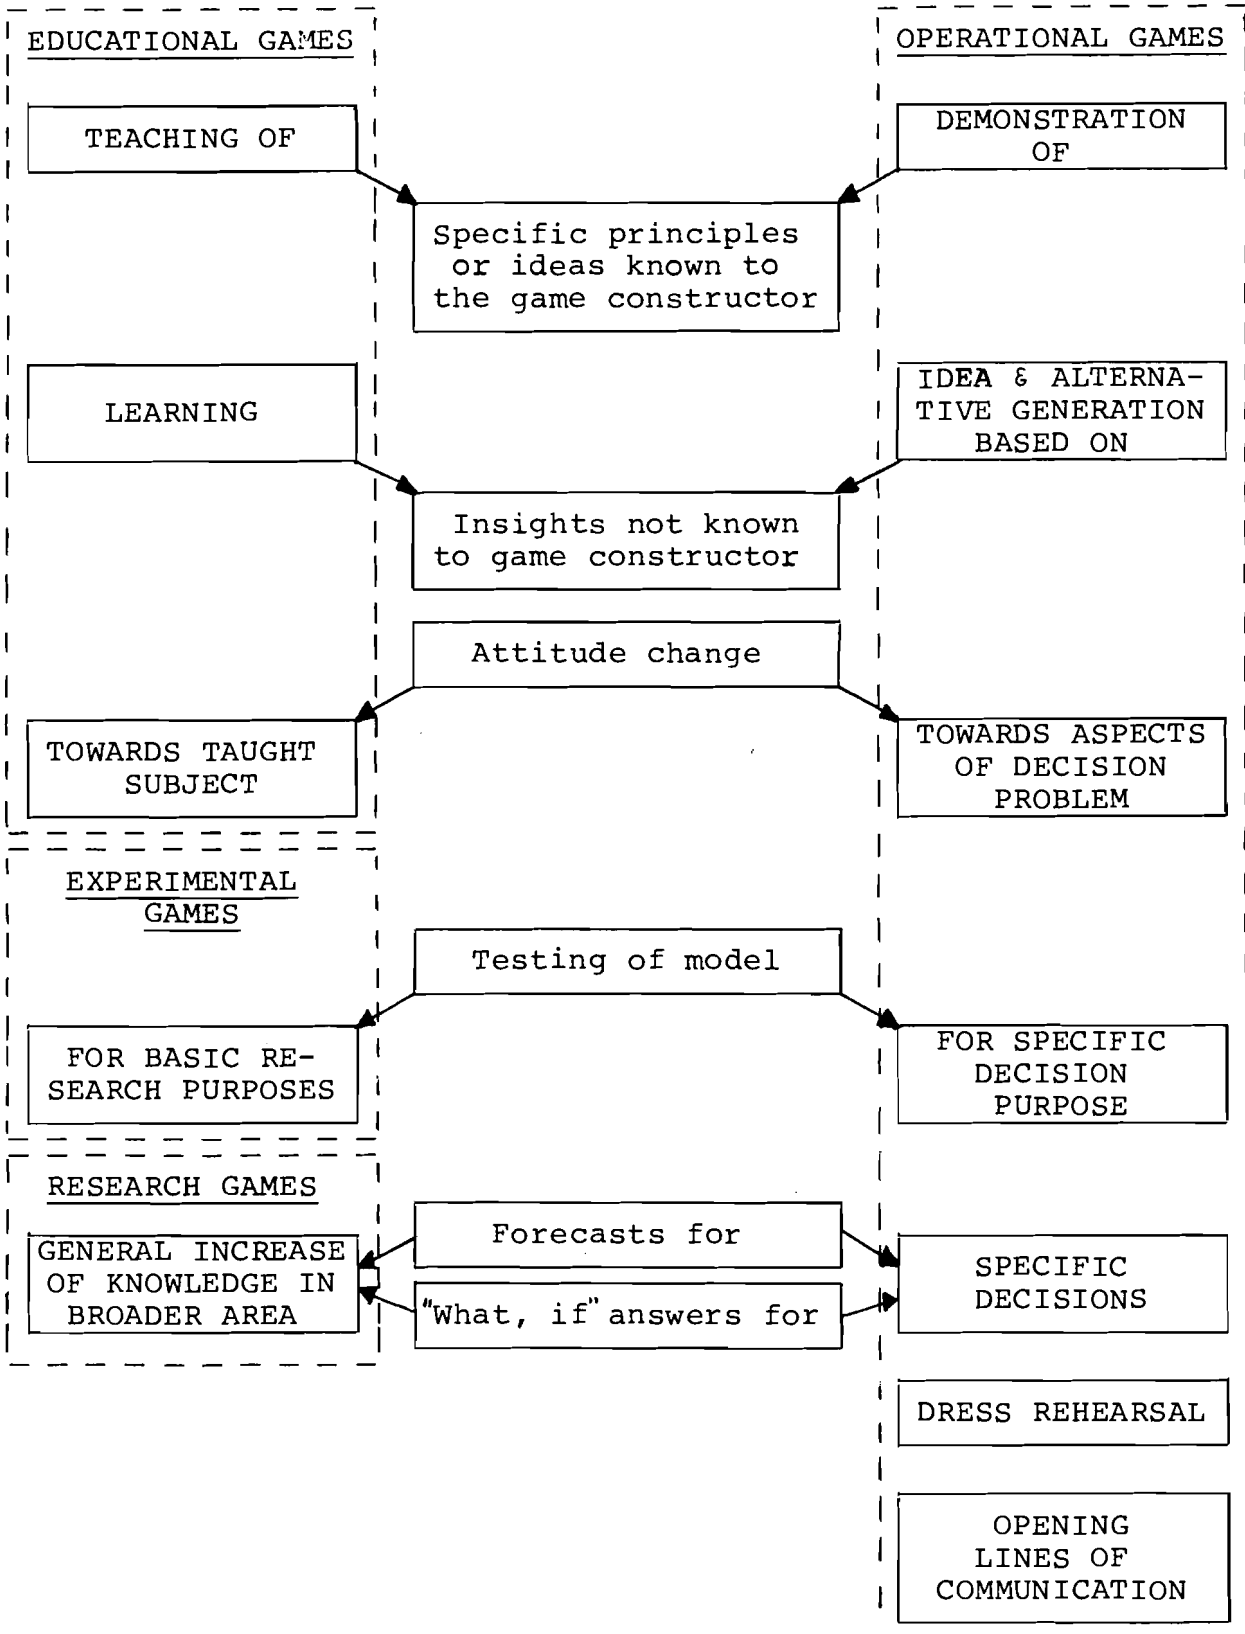 EDUCATIONAL GAMES
OPERATIONAL GAMES
TEACHING OF
DEMONSTRATION
OF
Specific principles
or ideas known to
the game constructor
LEARNING
IDEA & ALTERNA-
TIVE GENERATION
BASED ON
Insights not known
to game constructor
Attitude change
TOWARDS TAUGHT
SUBJECT
TOWARDS ASPECTS
OF DECISION
PROBLEM
EXPERIMENTAL
GAMES
Testing of model
FOR BASIC RE-
SEARCH PURPOSES
FOR SPECIFIC
DECISION
PURPOSE
RESEARCH GAMES
Forecasts for
GENERAL INCREASE
OF KNOWLEDGE IN
BROADER AREA
"What, if" answers for
SPECIFIC
DECISIONS
DRESS REHEARSAL
OPENING
LINES OF
COMMUNICATION